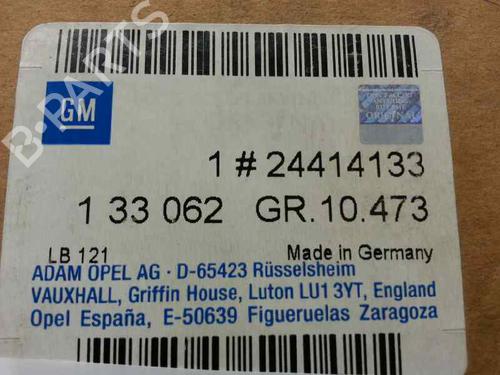 GM
ORIGINAL
1 # 24414133
1 33 062 GR.10.473
LB 121 Made in Germany
ADAM OPEL AG · D-65423 Rüsselsheim
VAUXHALL, Griffin House, Luton LU1 3YT, England
Opel España, E-50639 Figueruelas Zaragoza
B-PARTS